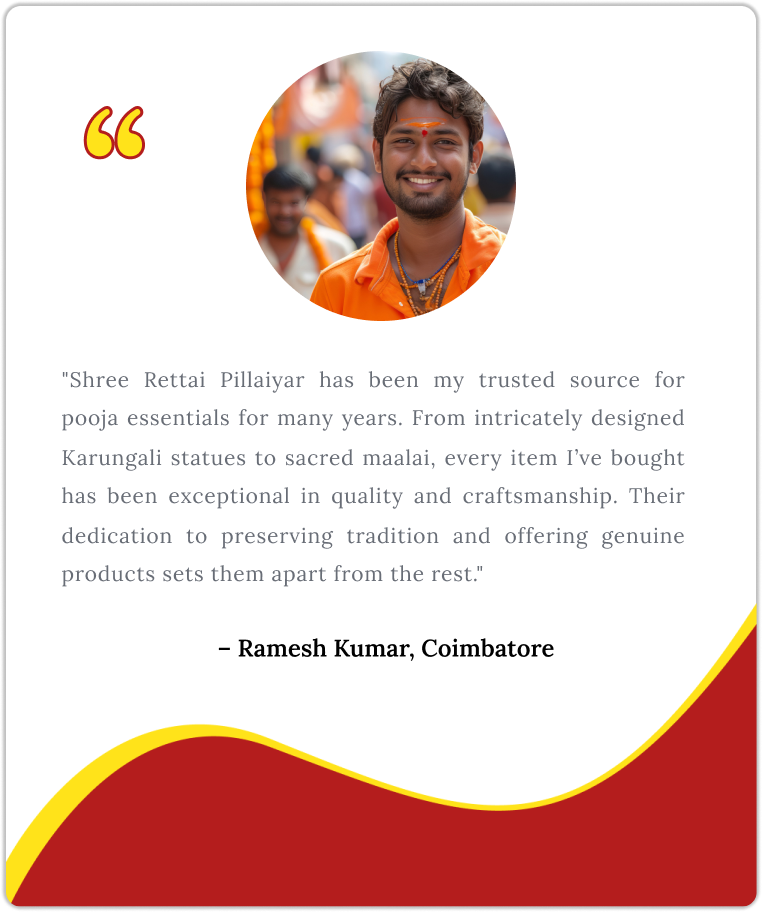 "Shree Rettai Pillaiyar has been my trusted source for
pooja essentials for many years. From intricately designed
Karungali statues to sacred maalai, every item I’ve bought
has been exceptional in quality and craftsmanship. Their
dedication to preserving tradition and offering genuine
products sets them apart from the rest."
– Ramesh Kumar, Coimbatore